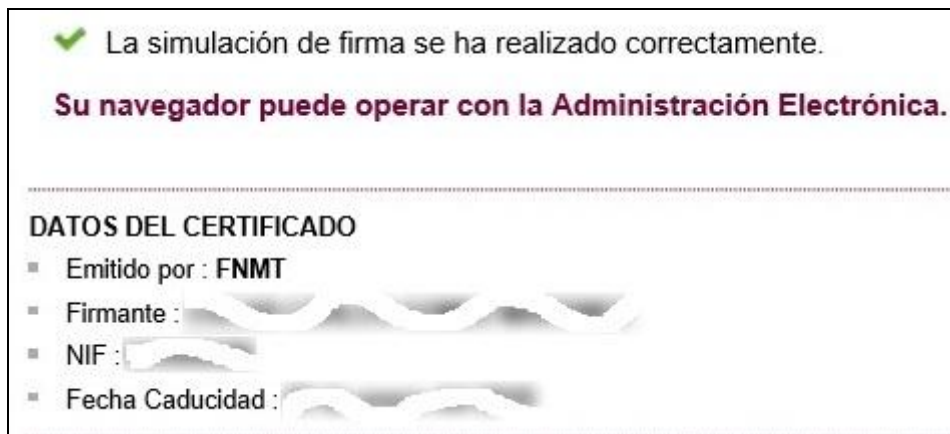 La simulación de firma se ha realizado correctamente.
Su navegador puede operar con la Administración Electrónica.
DATOS DEL CERTIFICADO
Emitido por : FNMT
Firmante :
NIF :
Fecha Caducidad :